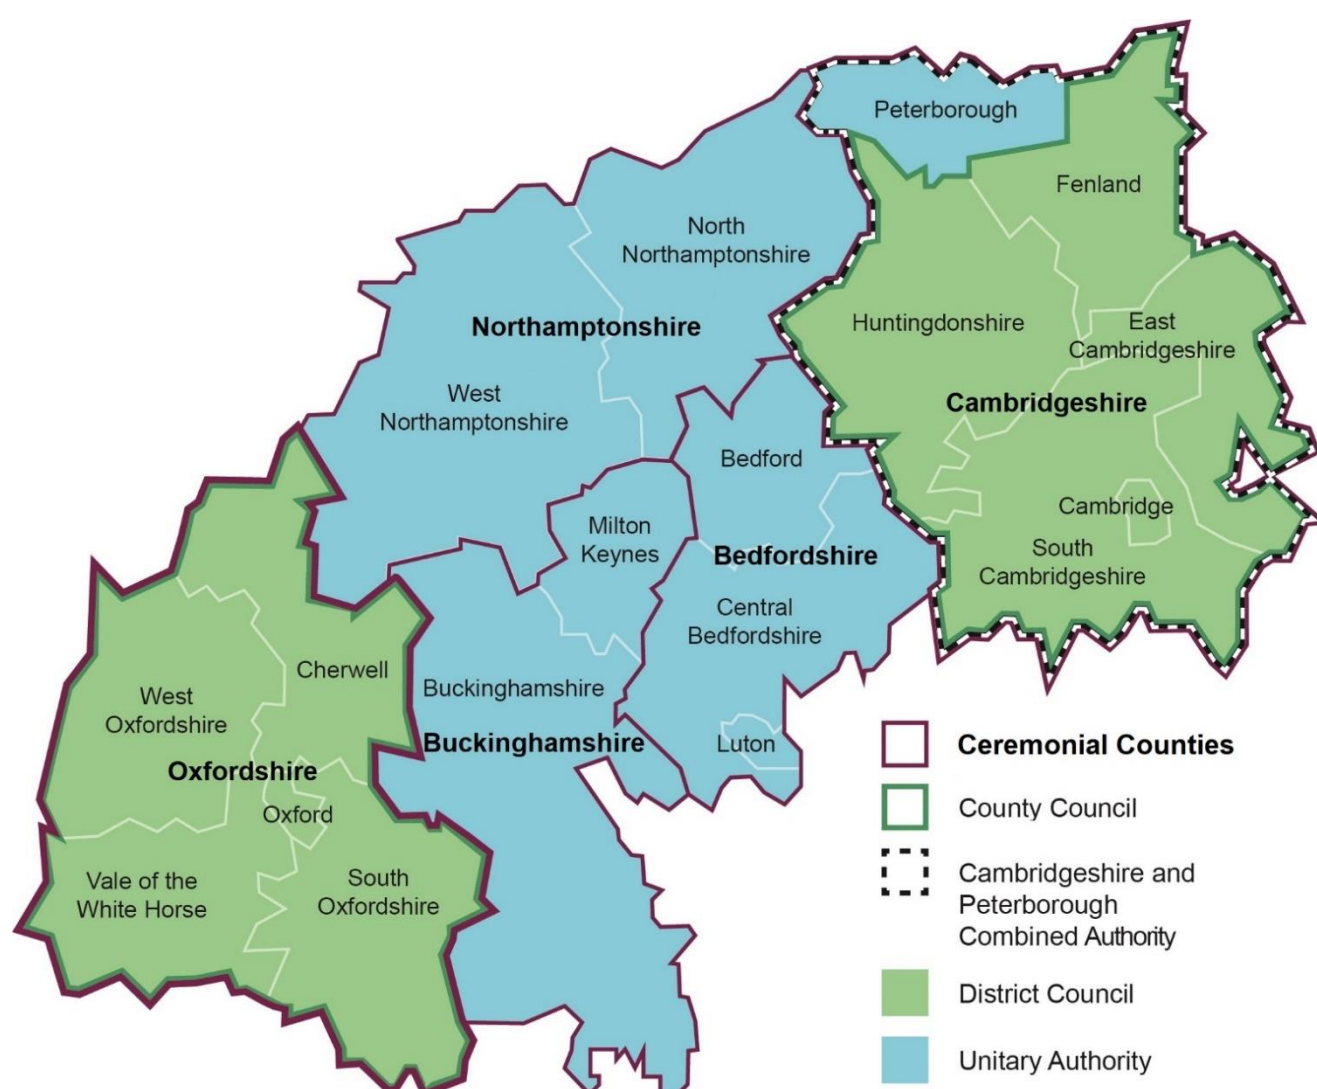 Peterborough
Fenland
North
Northamptonshire
Northamptonshire
Huntingdonshire
East
Cambridgeshire
West
Northamptonshire
Cambridgeshire
Bedford
Milton
Keynes
Cambridge
Bedfordshire
South
Cambridgeshire
Central
Bedfordshire
Cherwell
West
Oxfordshire
Buckinghamshire
Buckinghamshire
Luton
Oxfordshire
Oxford
Vale of the
White Horse
South
Oxfordshire
Ceremonial Counties
County Council
Cambridgeshire and
Peterborough
Combined Authority
District Council
Unitary Authority